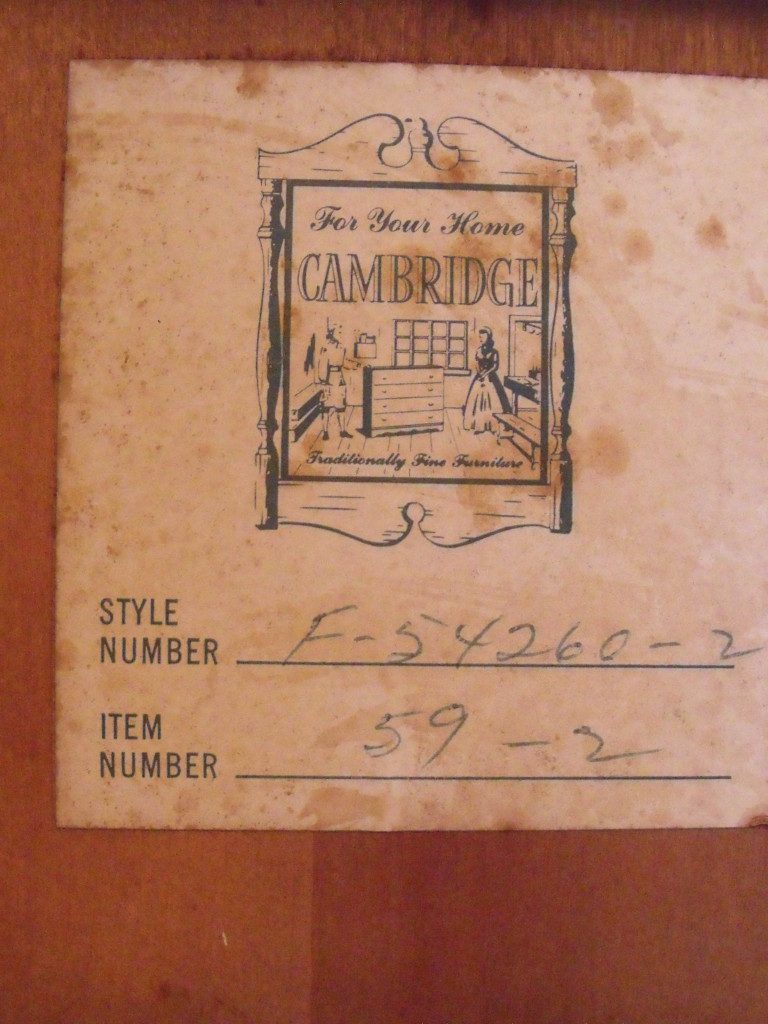 For Your Home
CAMBRIDGE
Traditionally Fine Furniture
STYLE
NUMBER F-54260-2
ITEM
NUMBER 59-2